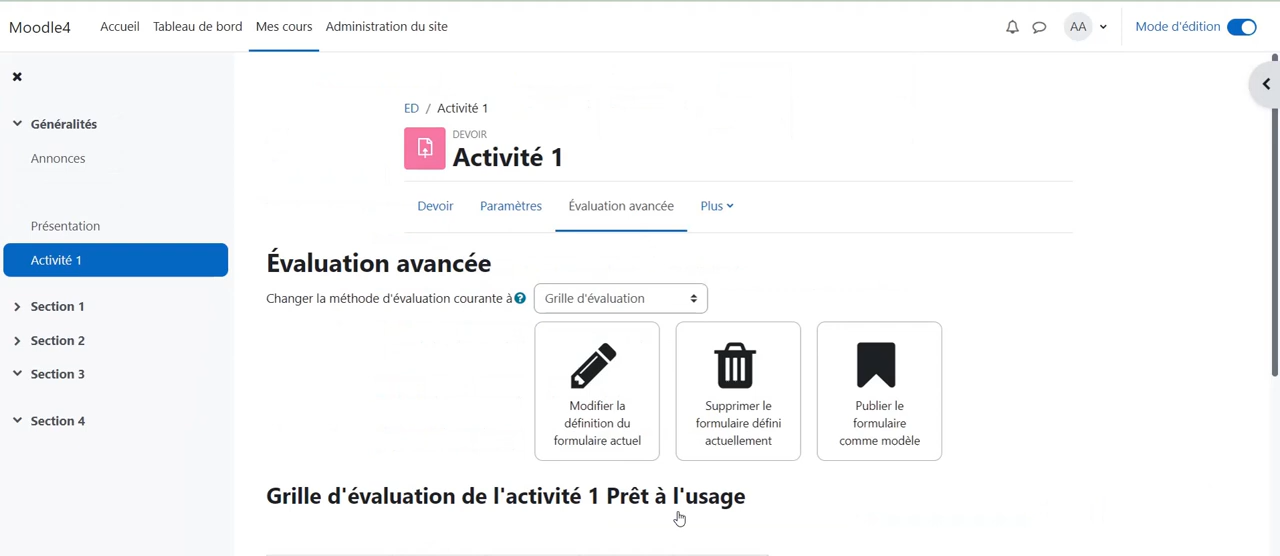 Moodle4
Accueil
Tableau de bord
Mes cours
Administration du site
AA
Mode d'édition
Généralités
Annonces
Présentation
Activité 1
Section 1
Section 2
Section 3
Section 4
ED / Activité 1
DEVOIR
Activité 1
Devoir
Paramètres
Évaluation avancée
Plus
Évaluation avancée
Changer la méthode d'évaluation courante à
Grille d'évaluation
Modifier la
définition du
formulaire actuel
Supprimer le
formulaire défini
actuellement
Publier le
formulaire
comme modèle
Grille d'évaluation de l'activité 1 Prêt à l'usage